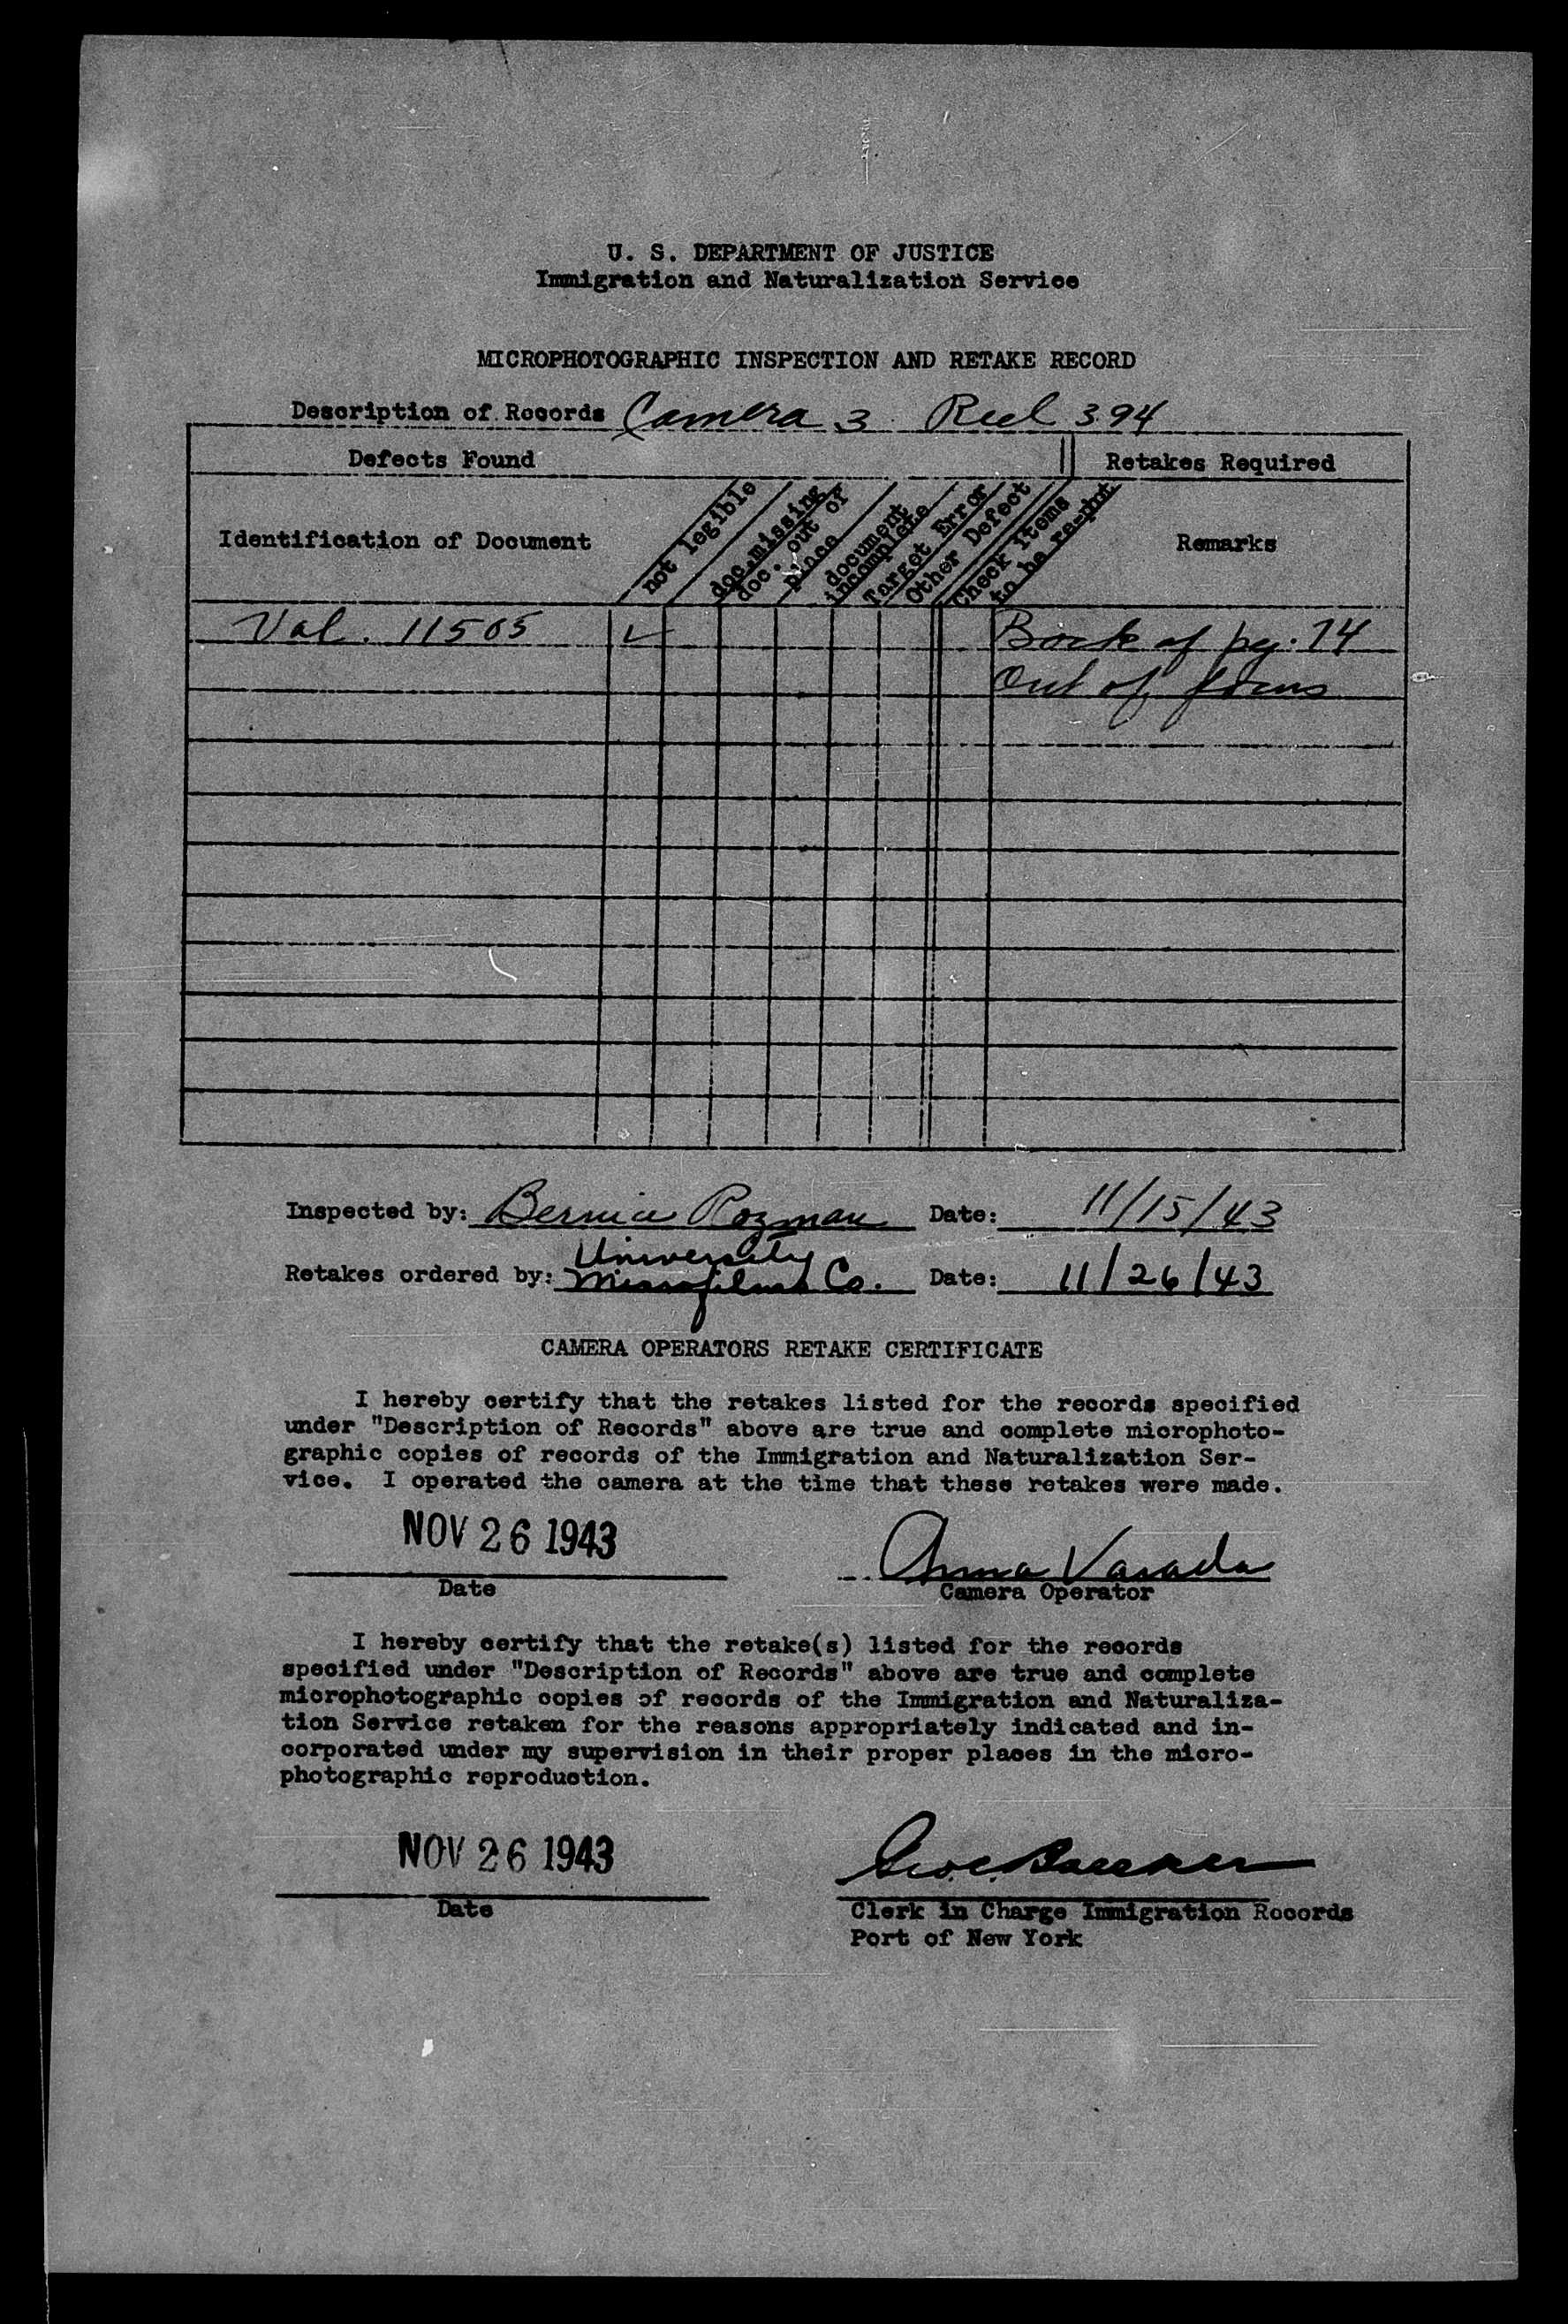 U. S. DEPARTMENT OF JUSTICE
Immigration and Naturalization Service
MICROPHOTOGRAPHIC INSPECTION AND RETAKE RECORD
Description of Records Camera 3 Reel 394
Defects Found Retakes Required
Identification of Document
not legible
doc. missing
doc. out of
place
document
incomplete
Target Error
Other Defect
Check items
to be re-phot
Remarks
Vol. 11505 ✓ Back of pg. 74
Out of focus
Inspected by: Bernice Rozman Date: 11/15/43
University
Retakes ordered by: Microfilms Co. Date: 11/26/43
CAMERA OPERATORS RETAKE CERTIFICATE
I hereby certify that the retakes listed for the records specified
under "Description of Records" above are true and complete microphoto-
graphic copies of records of the Immigration and Naturalization Ser-
vice. I operated the camera at the time that these retakes were made.
NOV 26 1943 Anna Varada
Date Camera Operator
I hereby certify that the retake(s) listed for the records
specified under "Description of Records" above are true and complete
microphotographic copies of records of the Immigration and Naturaliza-
tion Service retaken for the reasons appropriately indicated and in-
corporated under my supervision in their proper places in the micro-
photographic reproduction.
NOV 26 1943
Date Clerk in Charge Immigration Records
Port of New York